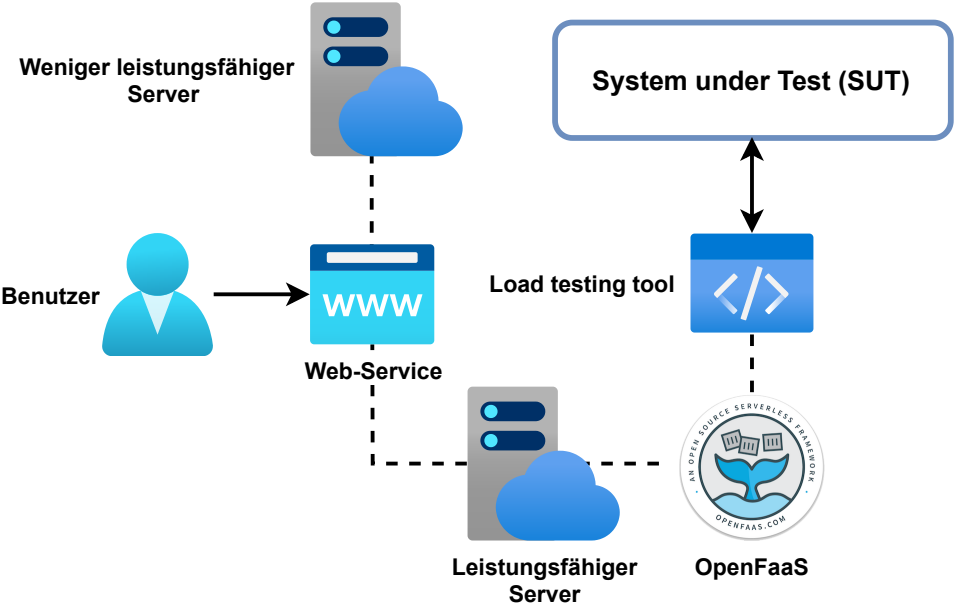 Weniger leistungsfähiger
Server
System under Test (SUT)
Benutzer
WWW
Web-Service
Load testing tool
AN OPEN SOURCE SERVERLESS FRAMEWORK
OPENFAAS.COM
Leistungsfähiger
Server
OpenFaaS